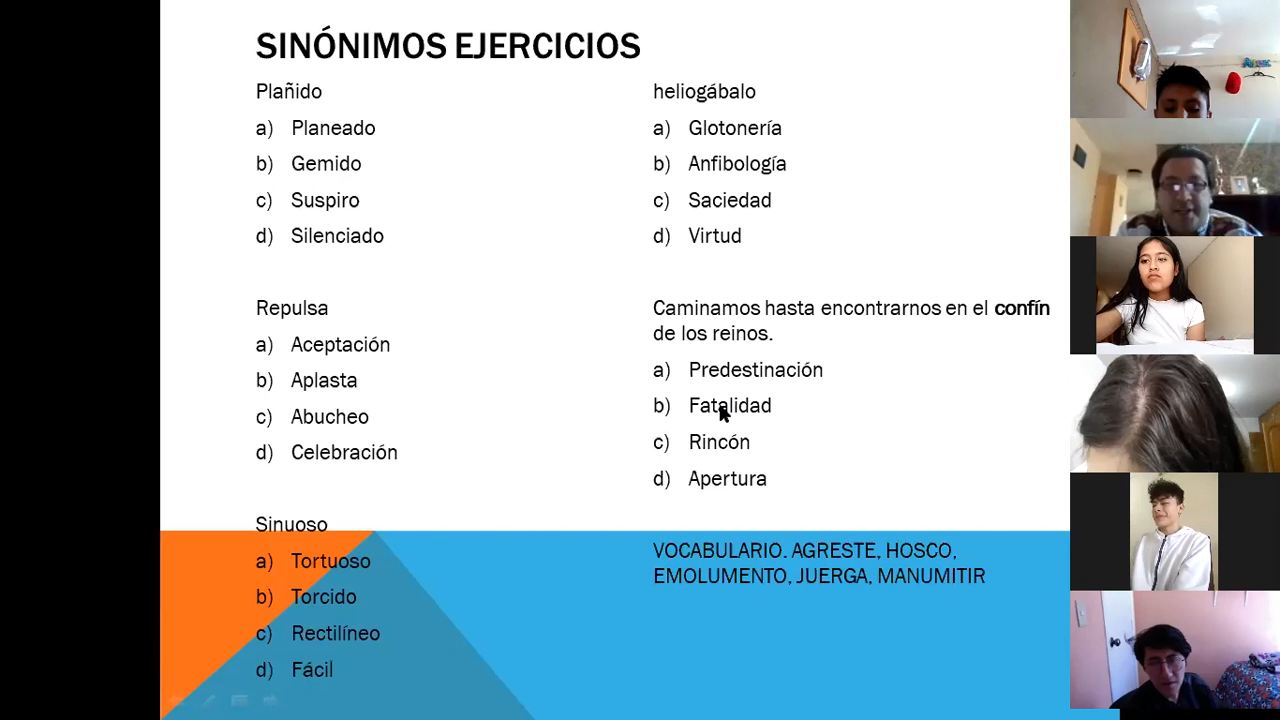 SINÓNIMOS EJERCICIOS
Plañido
a) Planeado
b) Gemido
c) Suspiro
d) Silenciado
Repulsa
a) Aceptación
b) Aplasta
c) Abucheo
d) Celebración
Sinuoso
a) Tortuoso
b) Torcido
c) Rectilíneo
d) Fácil
heliogábalo
a) Glotonería
b) Anfibología
c) Saciedad
d) Virtud
Caminamos hasta encontrarnos en el confín
de los reinos.
a) Predestinación
b) Fatalidad
c) Rincón
d) Apertura
VOCABULARIO. AGRESTE, HOSCO,
EMOLUMENTO, JUERGA, MANUMITIR